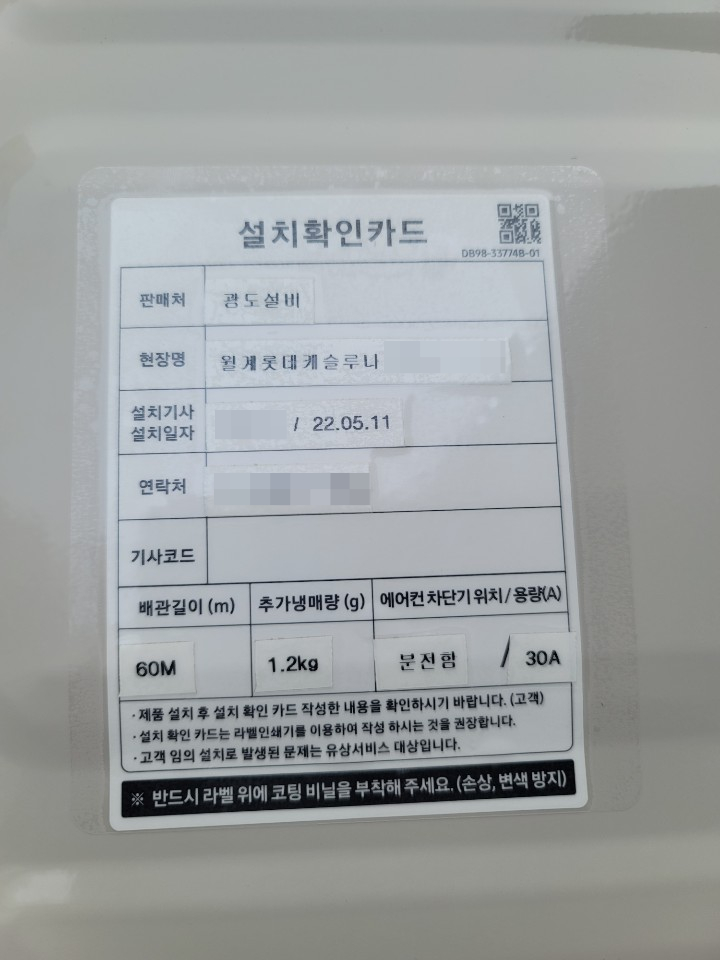 설치확인카드
DB98-33774B-01
판매처 광도설비
현장명 월계롯데캐슬루나
설치기사 설치일자 / 22.05.11
연락처
기사코드
배관길이 (m) 추가냉매량 (g) 에어컨 차단기 위치 / 용량(A)
60M 1.2kg 분전함 / 30A
· 제품 설치 후 설치 확인 카드 작성한 내용을 확인하시기 바랍니다. (고객)
· 설치 확인 카드는 라벨인쇄기를 이용하여 작성 하시는 것을 권장합니다.
· 고객 임의 설치로 발생된 문제는 유상서비스 대상입니다.
※ 반드시 라벨 위에 코팅 비닐을 부착해 주세요. (손상, 변색 방지)